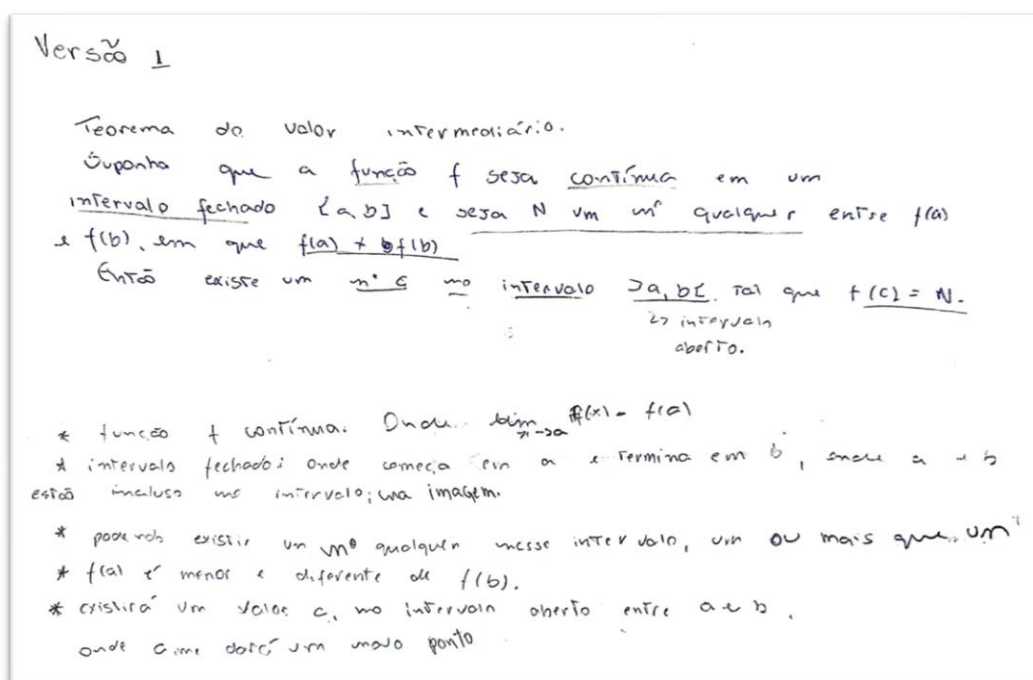 Versão 1
Teorema do valor intermediário.
Suponha que a função f seja contínua em um
intervalo fechado [a b] e seja N um nº qualquer entre f(a)
e f(b), em que f(a) ≠ f(b)
Então existe um nº c no intervalo ]a, b[. Tal que f(c) = N.
↳ intervalo
aberto.
* função f contínua. Onde lim x->a f(x) = f(a)
* intervalo fechado: onde começa em a e termina em b, onde a e b
estão incluso no intervalo; na imagem.
* poderá existir um nº qualquer nesse intervalo, um ou mais que um
* f(a) é menor e diferente de f(b).
* existirá um valor c, no intervalo aberto entre a e b,
onde c me dará um novo ponto